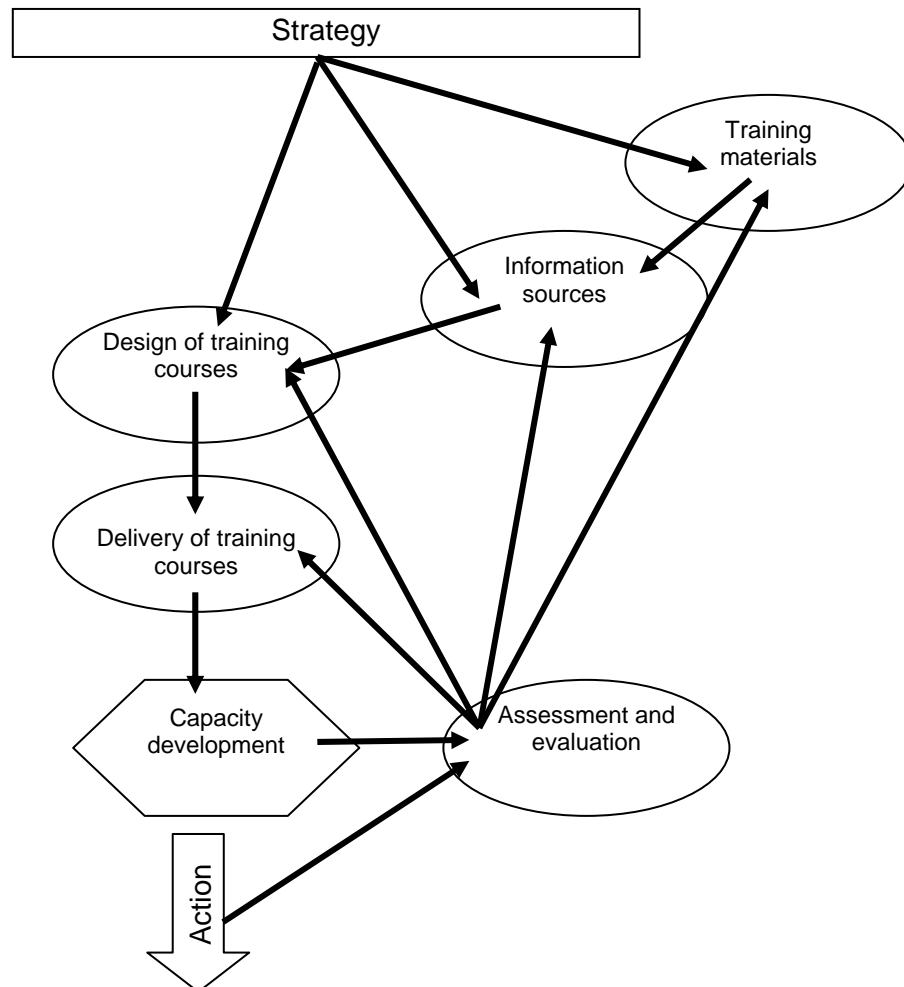 Strategy
Training
materials
Information
sources
Design of training
courses
Delivery of training
courses
Capacity
development
Assessment and
evaluation
Action